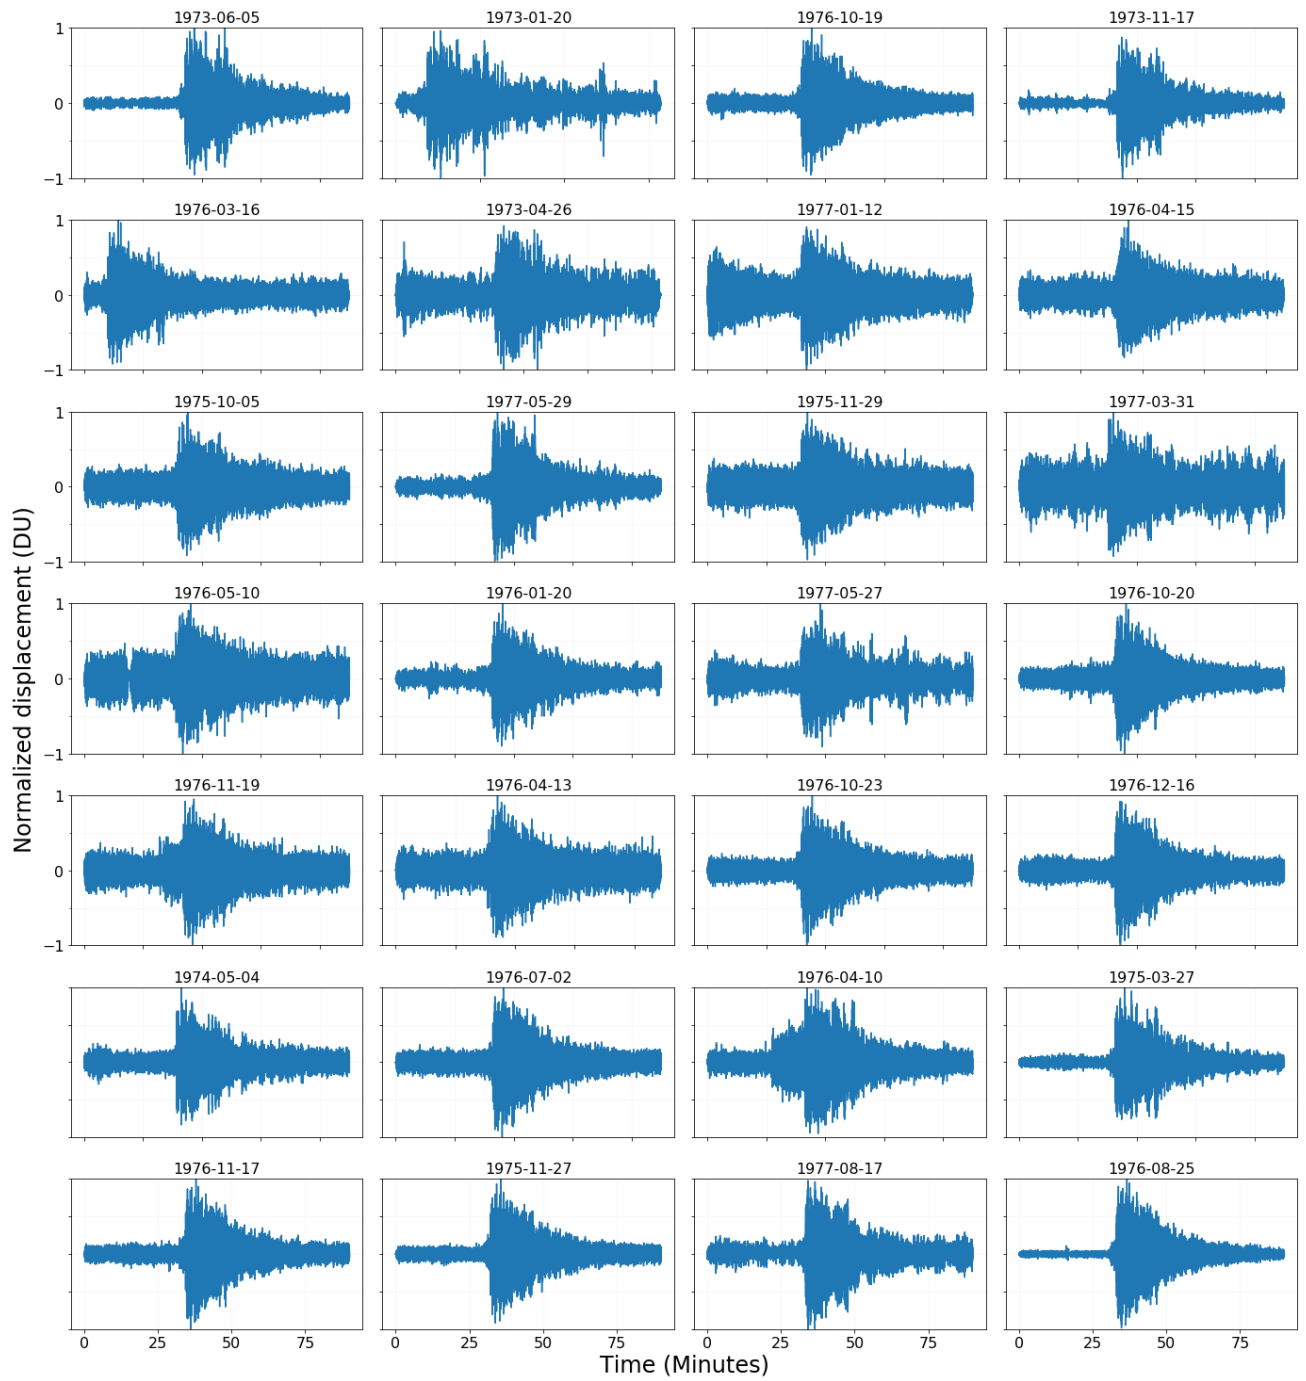 1973-06-05 1973-01-20 1976-10-19 1973-11-17
1
0
−1
1976-03-16 1973-04-26 1977-01-12 1976-04-15
1
0
−1
1975-10-05 1977-05-29 1975-11-29 1977-03-31
1
0
−1
1976-05-10 1976-01-20 1977-05-27 1976-10-20
1
0
−1
1976-11-19 1976-04-13 1976-10-23 1976-12-16
1
0
−1
1974-05-04 1976-07-02 1976-04-10 1975-03-27
1976-11-17 1975-11-27 1977-08-17 1976-08-25
0 25 50 75 0 25 50 75 0 25 50 75 0 25 50 75
Time (Minutes)
Normalized displacement (DU)